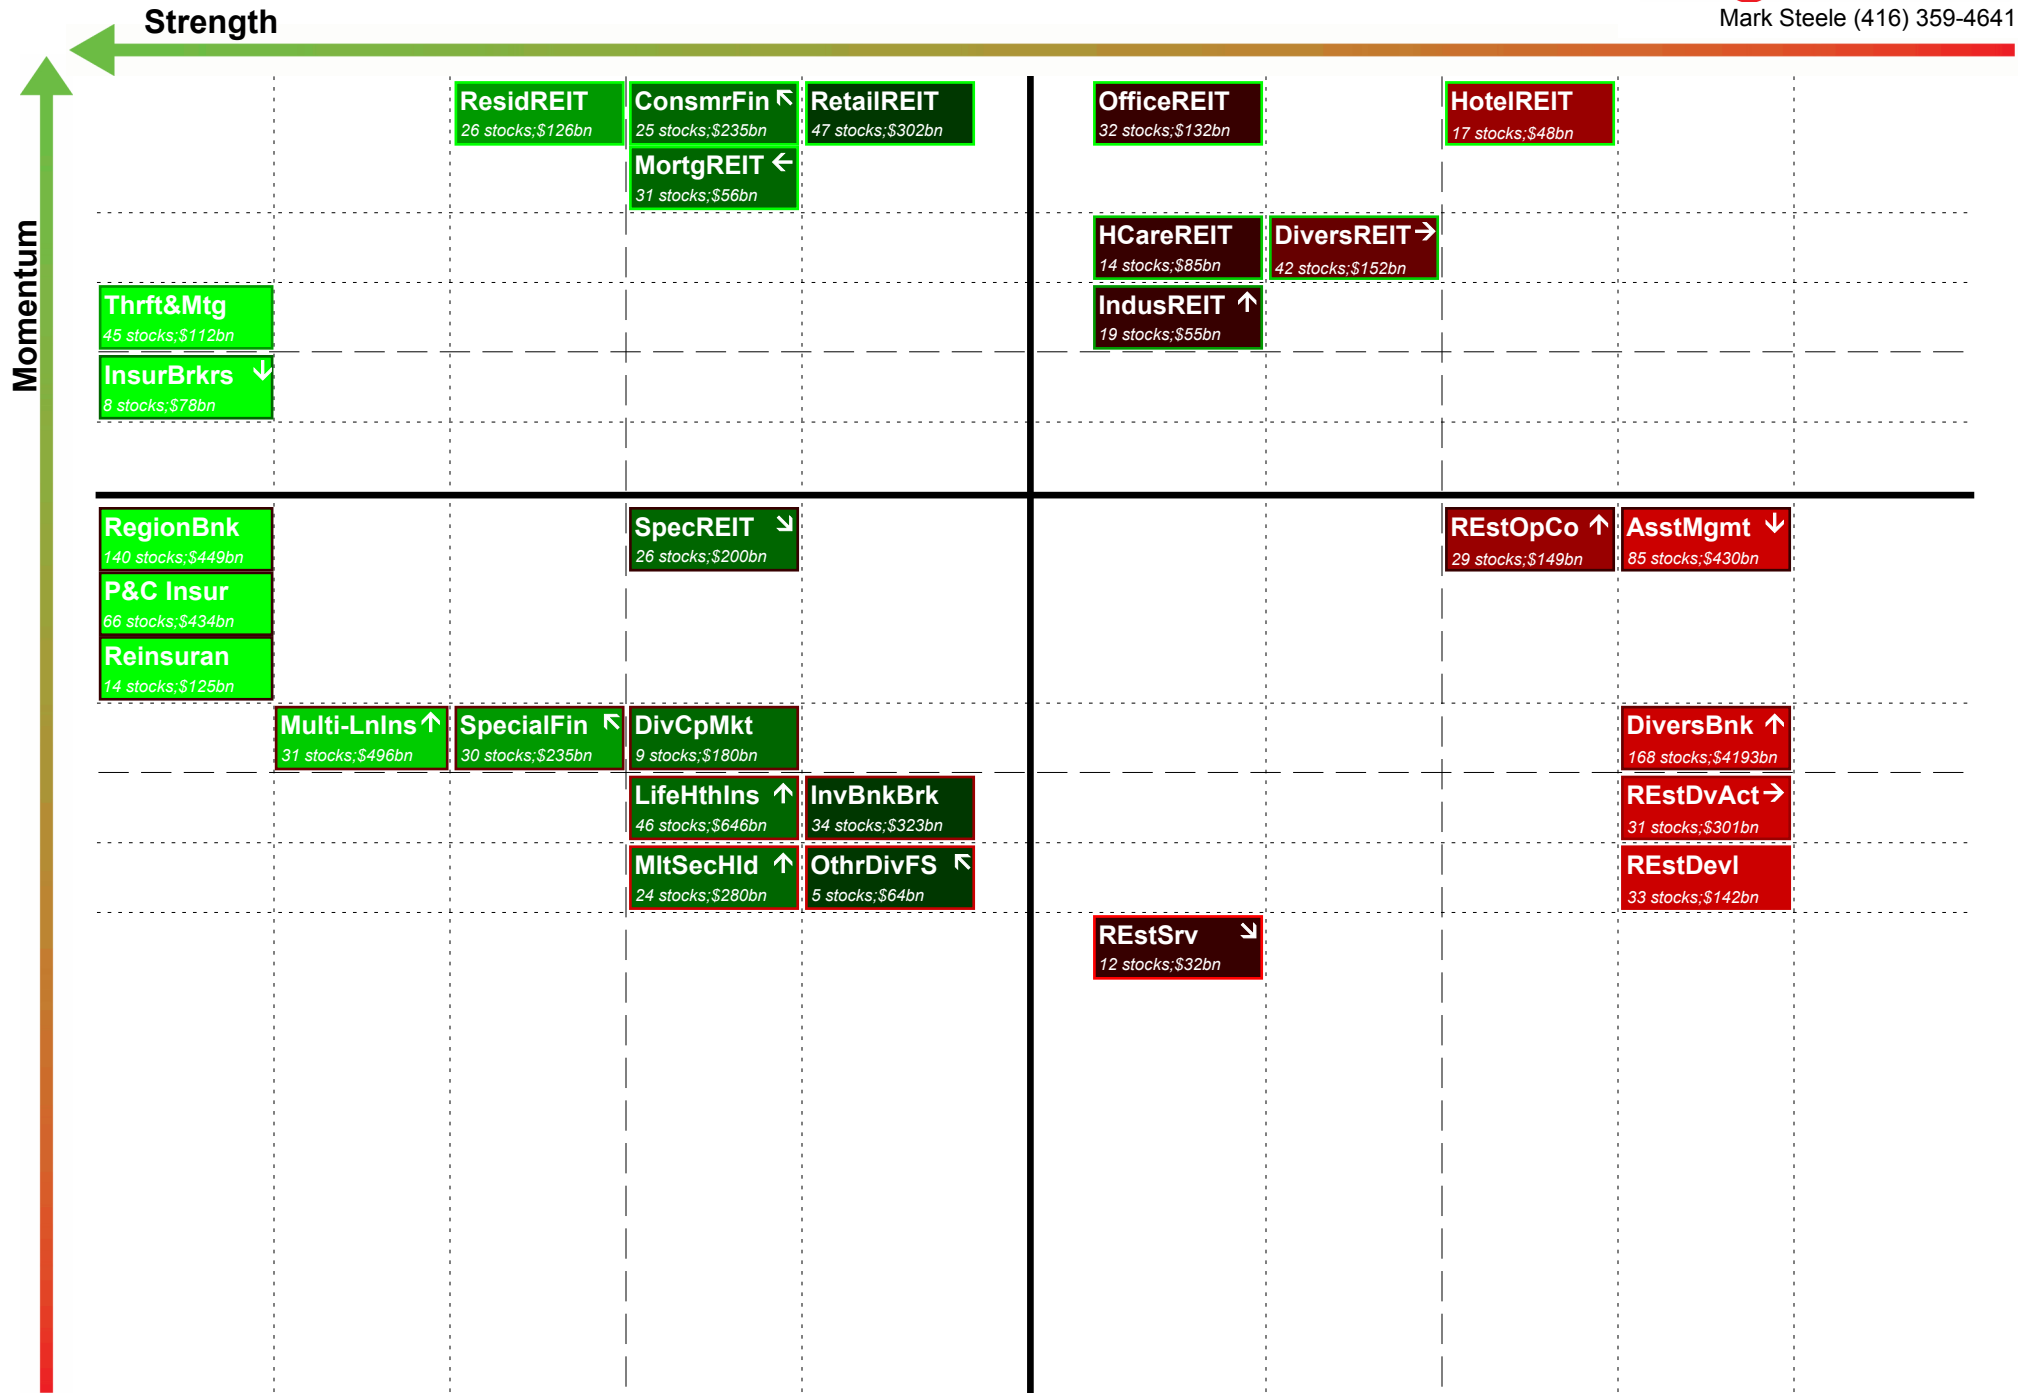 Strength
Mark Steele (416) 359-4641
Momentum
ResidREIT
26 stocks;$126bn
ConsmrFin
25 stocks;$235bn
RetailREIT
47 stocks;$302bn
OfficeREIT
32 stocks;$132bn
HotelREIT
17 stocks;$48bn
MortgREIT
31 stocks;$56bn
HCareREIT
14 stocks;$85bn
DiversREIT
42 stocks;$152bn
Thrft&Mtg
45 stocks;$112bn
IndusREIT
19 stocks;$55bn
InsurBrkrs
8 stocks;$78bn
RegionBnk
140 stocks;$449bn
SpecREIT
26 stocks;$200bn
REstOpCo
29 stocks;$149bn
AsstMgmt
85 stocks;$430bn
P&C Insur
66 stocks;$434bn
Reinsuran
14 stocks;$125bn
Multi-LnIns
31 stocks;$496bn
SpecialFin
30 stocks;$235bn
DivCpMkt
9 stocks;$180bn
DiversBnk
168 stocks;$4193bn
LifeHthIns
46 stocks;$646bn
InvBnkBrk
34 stocks;$323bn
REstDvAct
31 stocks;$301bn
MltSecHld
24 stocks;$280bn
OthrDivFS
5 stocks;$64bn
REstDevl
33 stocks;$142bn
REstSrv
12 stocks;$32bn